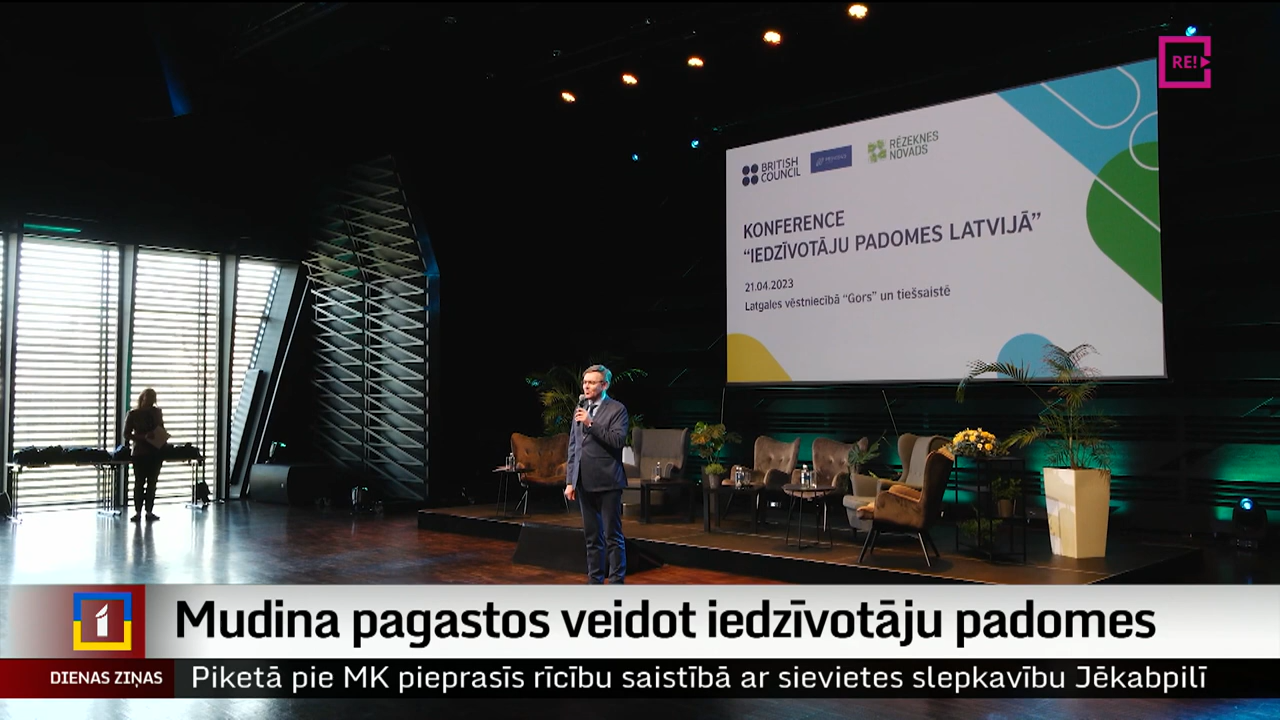 RE!
BRITISH
COUNCIL
RĒZEKNES
NOVADS
KONFERENCE
“IEDZĪVOTĀJU PADOMES LATVIJĀ”
21.04.2023
Latgales vēstniecībā “Gors” un tiešsaistē
1
Mudina pagastos veidot iedzīvotāju padomes
DIENAS ZIŅAS
Piketā pie MK pieprasīs rīcību saistībā ar sievietes slepkavību Jēkabpilī